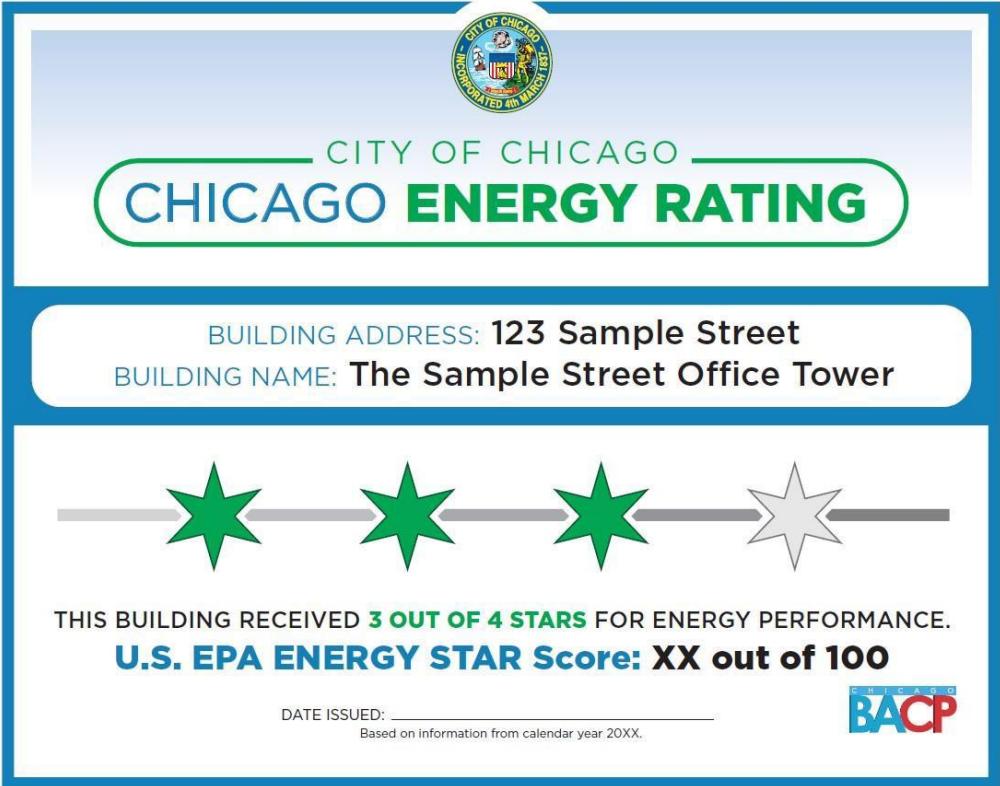 CITY OF CHICAGO
INCORPORATED 4th MARCH 1837
CITY OF CHICAGO
CHICAGO ENERGY RATING
BUILDING ADDRESS: 123 Sample Street
BUILDING NAME: The Sample Street Office Tower
THIS BUILDING RECEIVED 3 OUT OF 4 STARS FOR ENERGY PERFORMANCE.
U.S. EPA ENERGY STAR Score: XX out of 100
CHICAGO
BACP
DATE ISSUED:
Based on information from calendar year 20XX.